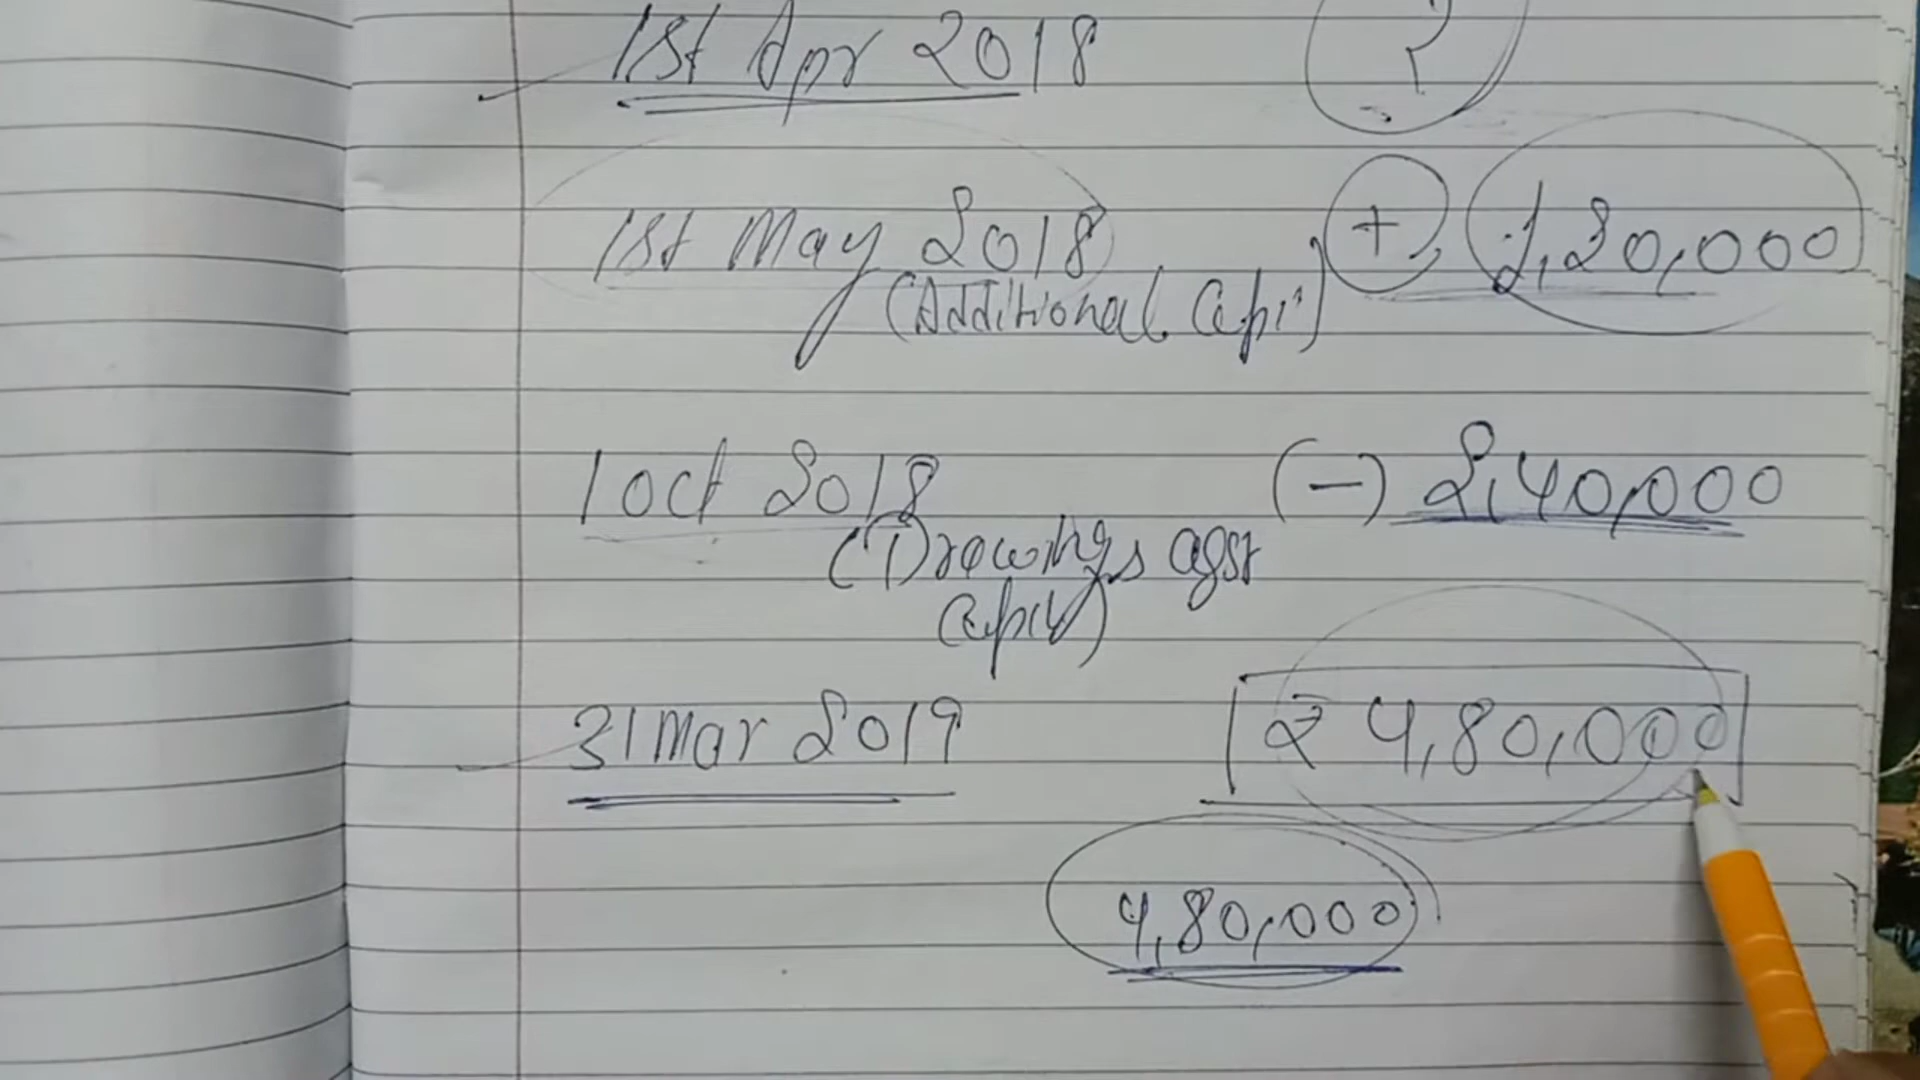 1st Apr 2018 ?
1st May 2018 + 1,20,000
(Additional Capi)
1 Oct 2018 (-) 2,40,000
(Drawings agst
Capi)
31 Mar 2019 ₹ 4,80,000
4,80,000